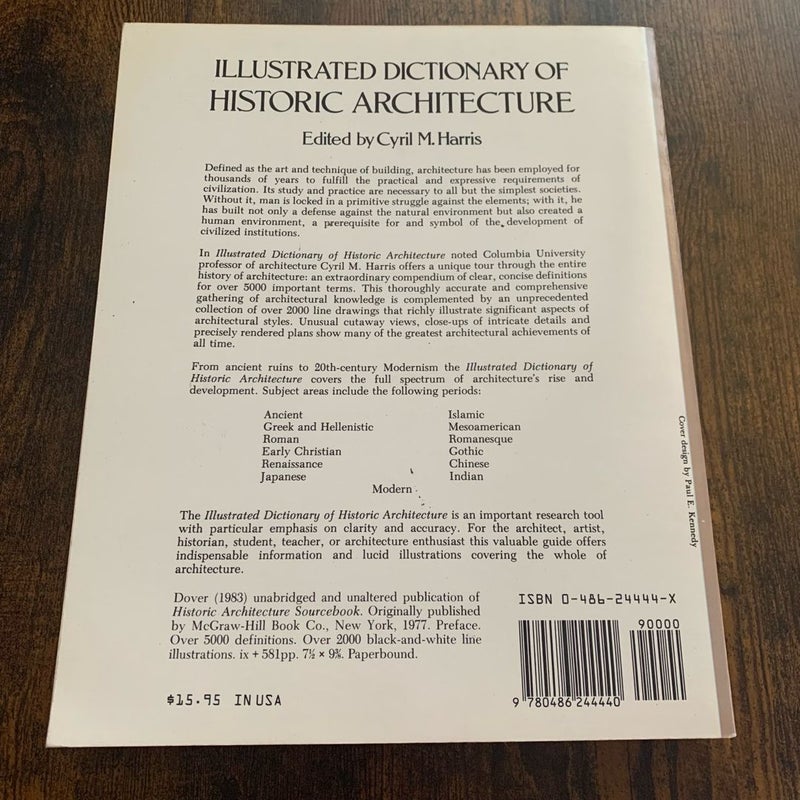 ILLUSTRATED DICTIONARY OF
HISTORIC ARCHITECTURE
Edited by Cyril M. Harris
Defined as the art and technique of building, architecture has been employed for
thousands of years to fulfill the practical and expressive requirements of
civilization. Its study and practice are necessary to all but the simplest societies.
Without it, man is locked in a primitive struggle against the elements; with it, he
has built not only a defense against the natural environment but also created a
human environment, a prerequisite for and symbol of the development of
civilized institutions.
In Illustrated Dictionary of Historic Architecture noted Columbia University
professor of architecture Cyril M. Harris offers a unique tour through the entire
history of architecture: an extraordinary compendium of clear, concise definitions
for over 5000 important terms. This thoroughly accurate and comprehensive
gathering of architectural knowledge is complemented by an unprecedented
collection of over 2000 line drawings that richly illustrate significant aspects of
architectural styles. Unusual cutaway views, close-ups of intricate details and
precisely rendered plans show many of the greatest architectural achievements of
all time.
From ancient ruins to 20th-century Modernism the Illustrated Dictionary of
Historic Architecture covers the full spectrum of architecture's rise and
development. Subject areas include the following periods:
Ancient
Greek and Hellenistic
Roman
Early Christian
Renaissance
Japanese
Islamic
Mesoamerican
Romanesque
Gothic
Chinese
Indian
Modern
The Illustrated Dictionary of Historic Architecture is an important research tool
with particular emphasis on clarity and accuracy. For the architect, artist,
historian, student, teacher, or architecture enthusiast this valuable guide offers
indispensable information and lucid illustrations covering the whole of
architecture.
Dover (1983) unabridged and unaltered publication of
Historic Architecture Sourcebook. Originally published
by McGraw-Hill Book Co., New York, 1977. Preface.
Over 5000 definitions. Over 2000 black-and-white line
illustrations. ix + 581pp. 7½ × 9⅝. Paperbound.
$15.95 IN USA
ISBN 0-486-24444-X
90000
9 780486 244440
Cover design by Paul E. Kennedy